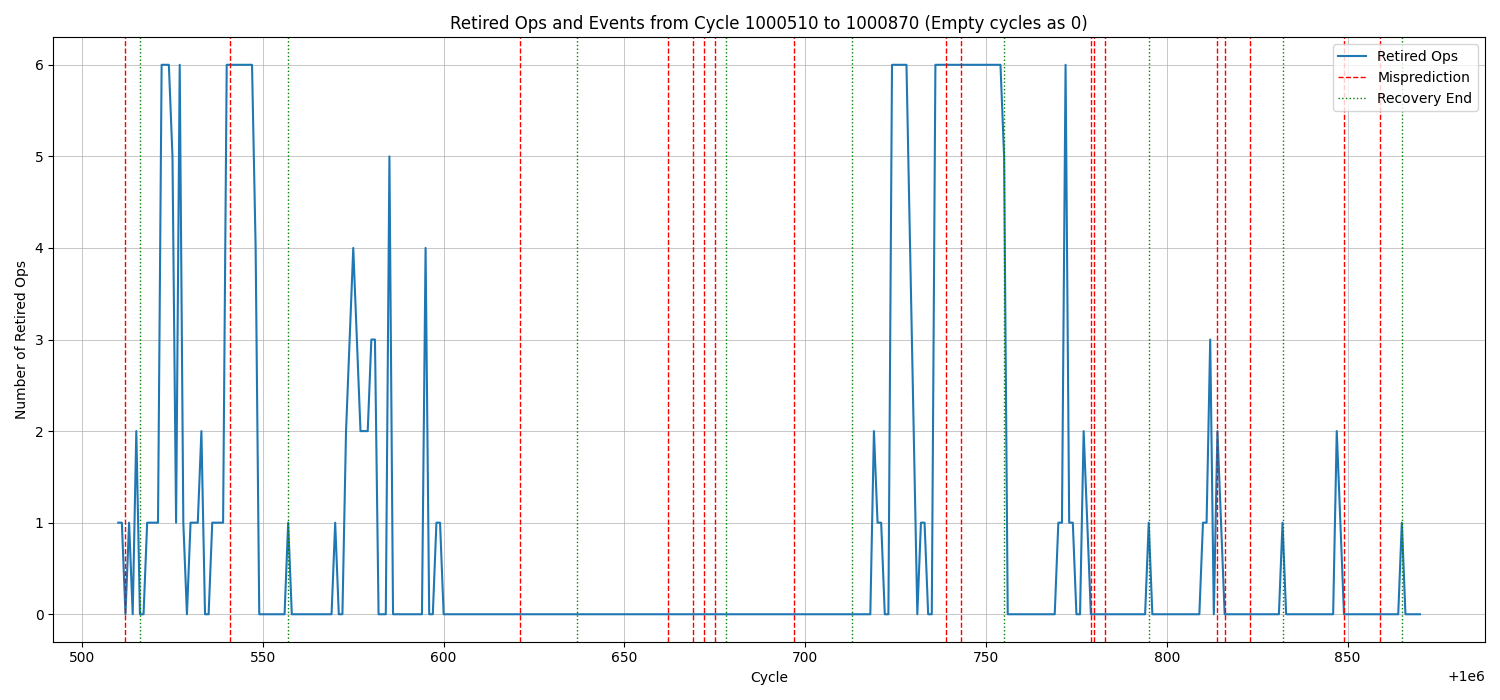 Retired Ops and Events from Cycle 1000510 to 1000870 (Empty cycles as 0)
Retired Ops
Misprediction
Recovery End
Number of Retired Ops
6
5
4
3
2
1
0
500
550
600
650
700
750
800
850
Cycle
+1e6